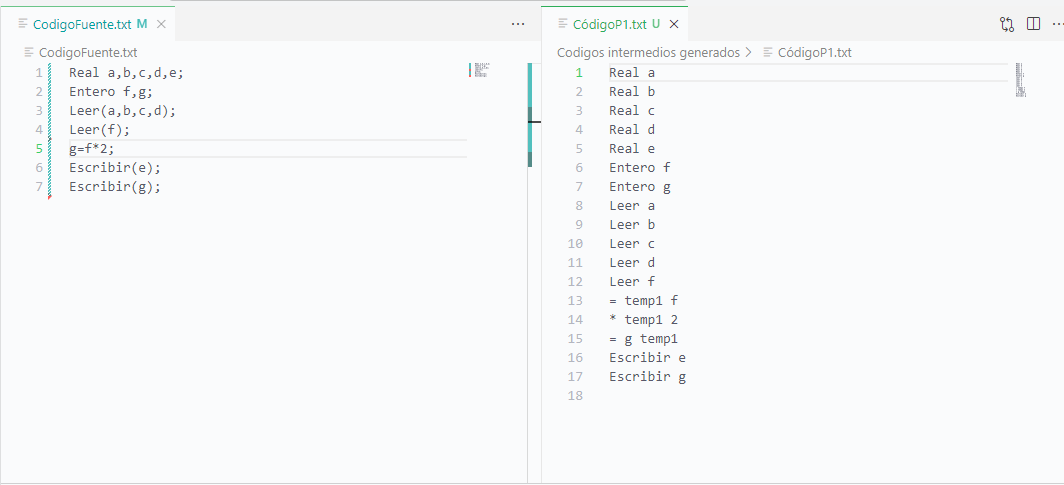 CodigoFuente.txt M
CodigoFuente.txt
1 Real a,b,c,d,e;
2 Entero f,g;
3 Leer(a,b,c,d);
4 Leer(f);
5 g=f*2;
6 Escribir(e);
7 Escribir(g);
CódigoP1.txt U
Codigos intermedios generados > CódigoP1.txt
1 Real a
2 Real b
3 Real c
4 Real d
5 Real e
6 Entero f
7 Entero g
8 Leer a
9 Leer b
10 Leer c
11 Leer d
12 Leer f
13 = temp1 f
14 * temp1 2
15 = g temp1
16 Escribir e
17 Escribir g
18